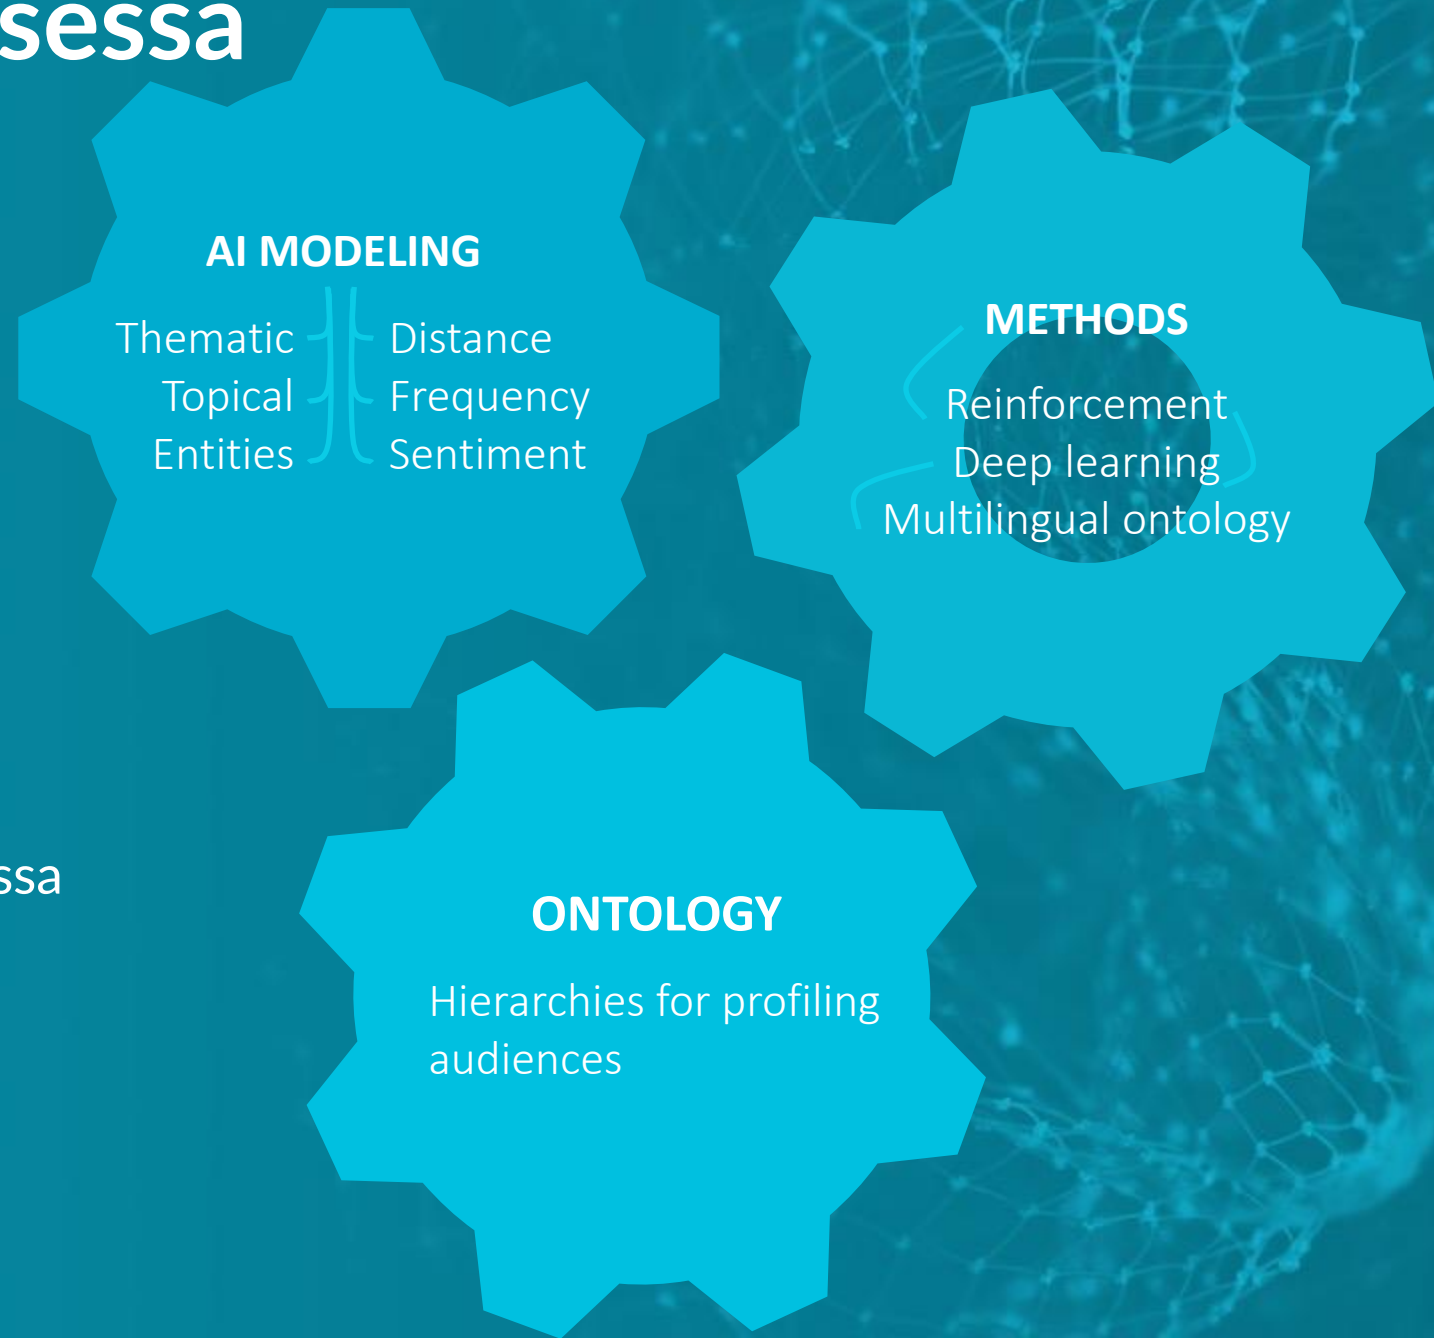 sessa
AI MODELING
Thematic
Topical
Entities
Distance
Frequency
Sentiment
METHODS
Reinforcement
Deep learning
Multilingual ontology
ssa
ONTOLOGY
Hierarchies for profiling
audiences